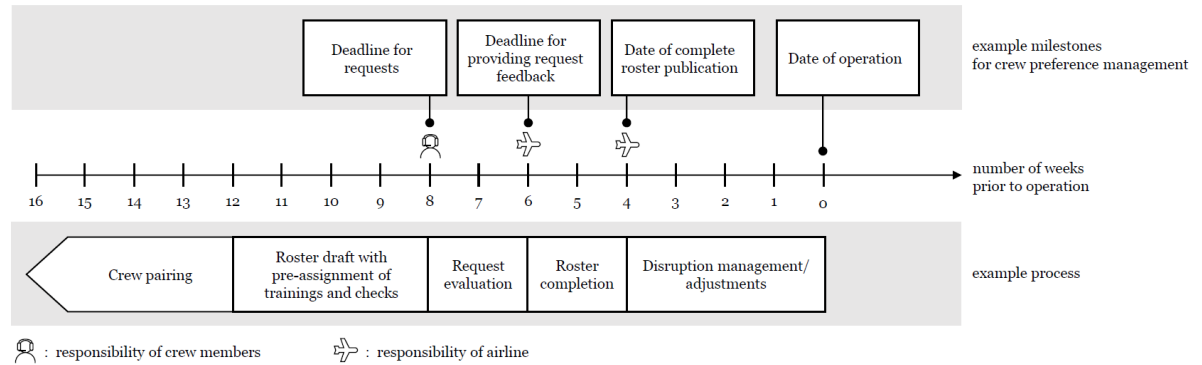 Deadline for
requests
Deadline for
providing request
feedback
Date of complete
roster publication
Date of operation
example milestones
for crew preference management
number of weeks
prior to operation
16 15 14 13 12 11 10 9 8 7 6 5 4 3 2 1 0
Crew pairing
Roster draft with
pre-assignment of
trainings and checks
Request
evaluation
Roster
completion
Disruption management/
adjustments
example process
: responsibility of crew members
: responsibility of airline